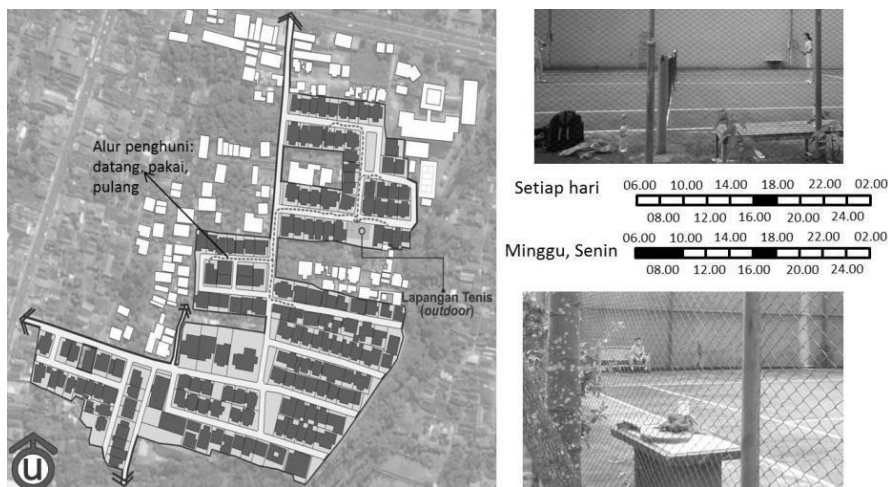 Alur penghuni:
datang, pakai,
pulang
Lapangan Tenis
(outdoor)
U
Setiap hari
06.00 10.00 14.00 18.00 22.00 02.00
08.00 12.00 16.00 20.00 24.00
Minggu, Senin
06.00 10.00 14.00 18.00 22.00 02.00
08.00 12.00 16.00 20.00 24.00